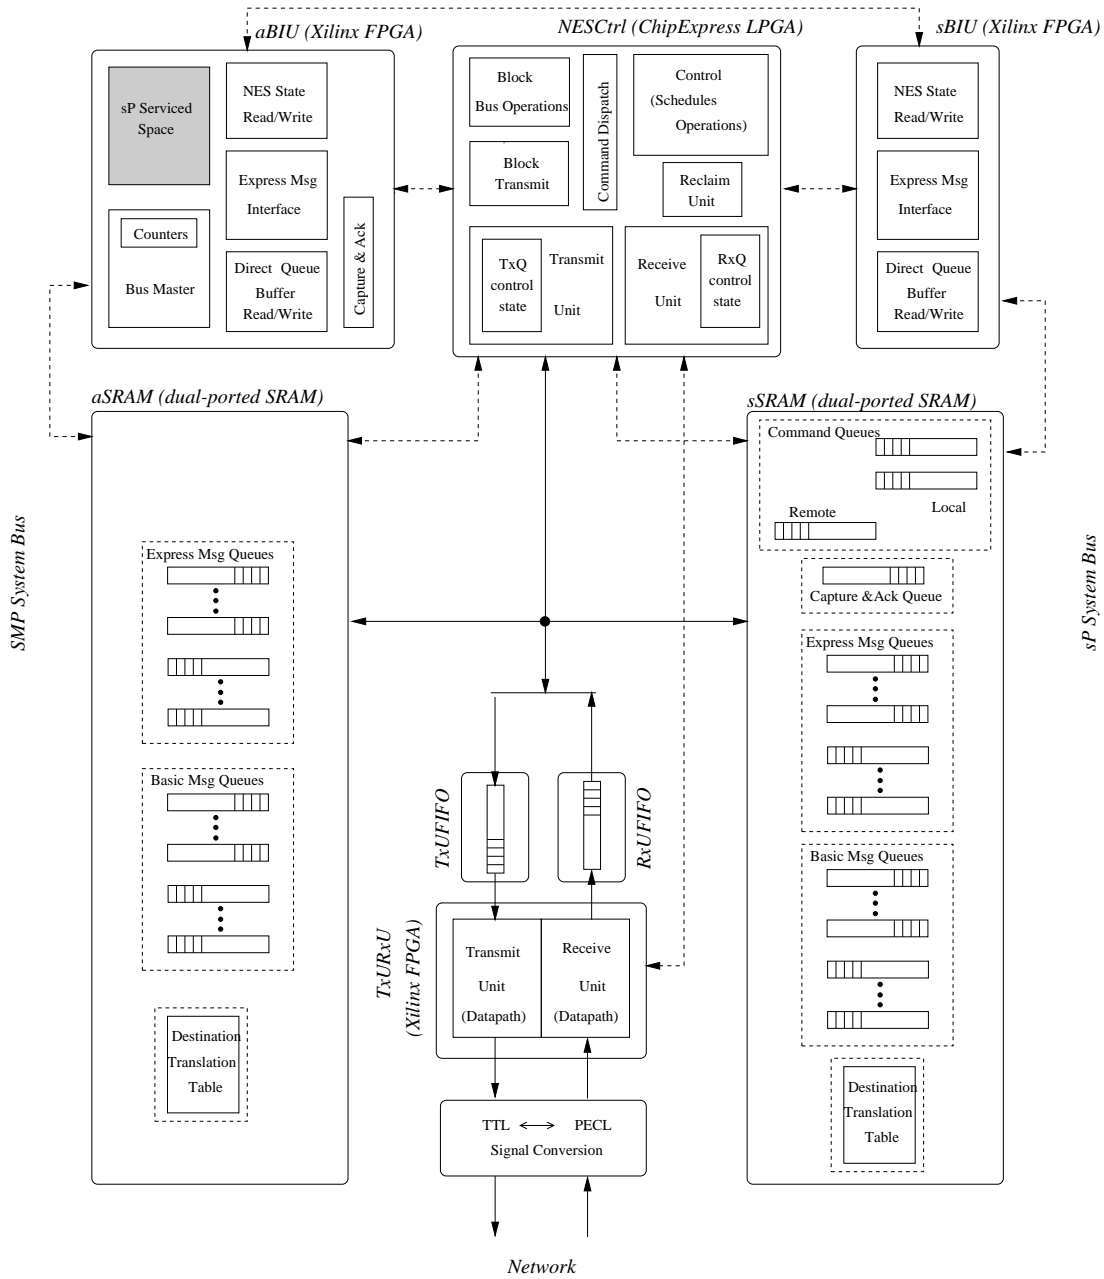 aBIU (Xilinx FPGA)
NESCtrl (ChipExpress LPGA)
sBIU (Xilinx FPGA)
sP Serviced
Space
NES State
Read/Write
Express Msg
Interface
Counters
Bus Master
Direct Queue
Buffer
Read/Write
Capture & Ack
Block
Bus Operations
Block
Transmit
Command Dispatch
Control
(Schedules
Operations)
Reclaim
Unit
TxQ
control
state
Transmit
Unit
Receive
Unit
RxQ
control
state
NES State
Read/Write
Express Msg
Interface
Direct Queue
Buffer
Read/Write
aSRAM (dual-ported SRAM)
sSRAM (dual-ported SRAM)
SMP System Bus
sP System Bus
Express Msg Queues
Basic Msg Queues
Destination
Translation
Table
Command Queues
Local
Remote
Capture &Ack Queue
Express Msg Queues
Basic Msg Queues
Destination
Translation
Table
TxUFIFO
RxUFIFO
TxURxU
(Xilinx FPGA)
Transmit
Unit
(Datapath)
Receive
Unit
(Datapath)
TTL PECL
Signal Conversion
Network